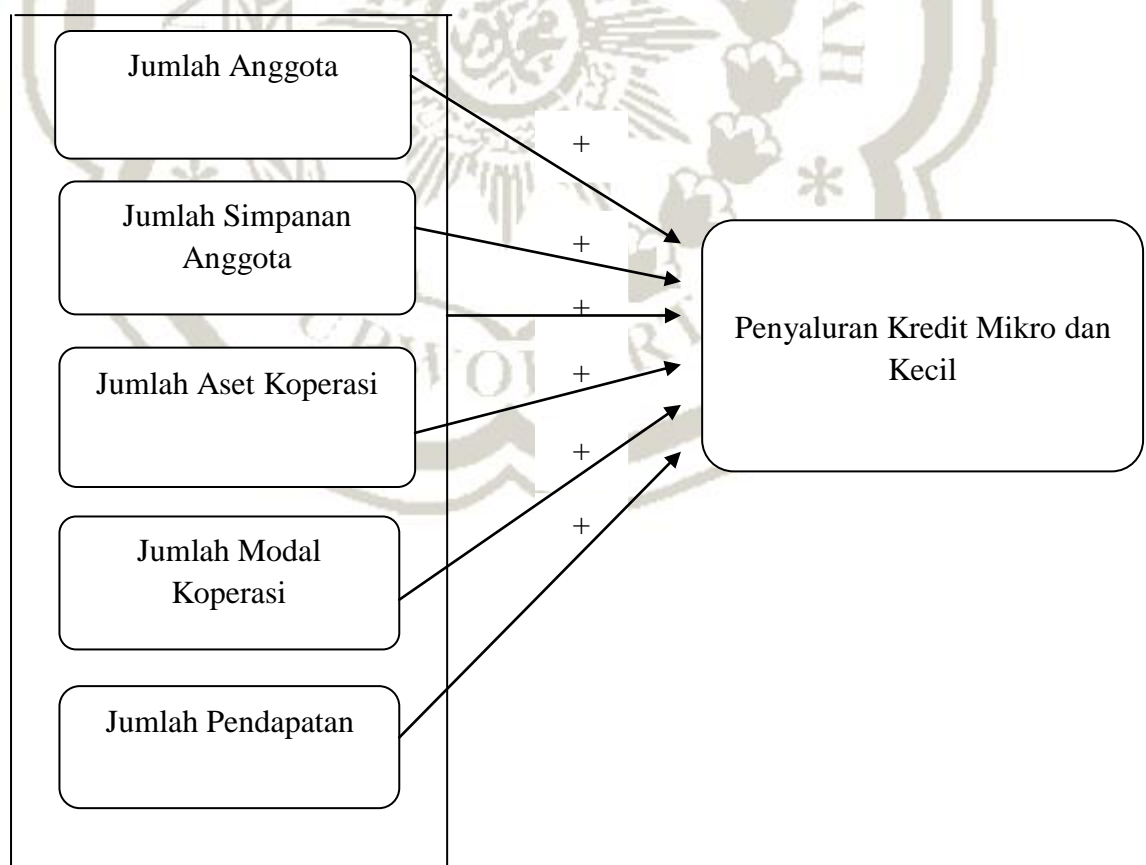 Jumlah Anggota
+
Jumlah Simpanan
Anggota
+
+
Jumlah Aset Koperasi
+
Penyaluran Kredit Mikro dan
Kecil
+
Jumlah Modal
Koperasi
+
Jumlah Pendapatan